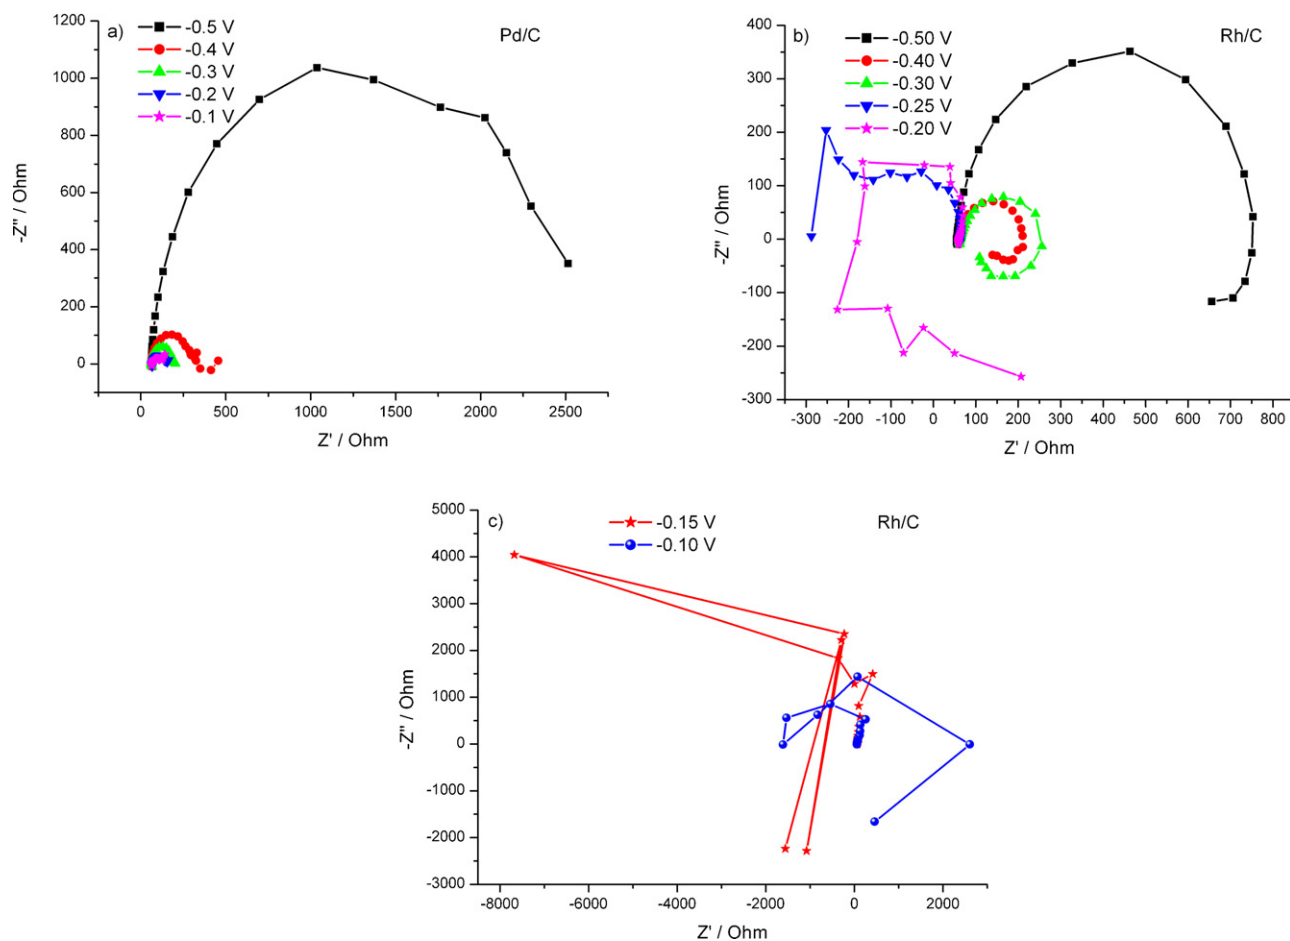 a)
Pd/C
-0.5 V
-0.4 V
-0.3 V
-0.2 V
-0.1 V
1200
1000
800
600
400
200
0
-Z'' / Ohm
0
500
1000
1500
2000
2500
Z' / Ohm
b)
Rh/C
-0.50 V
-0.40 V
-0.30 V
-0.25 V
-0.20 V
400
300
200
100
0
-100
-200
-300
-Z'' / Ohm
-300 -200 -100 0 100 200 300 400 500 600 700 800
Z' / Ohm
c)
Rh/C
-0.15 V
-0.10 V
5000
4000
3000
2000
1000
0
-1000
-2000
-3000
-Z'' / Ohm
-8000 -6000 -4000 -2000 0 2000
Z' / Ohm